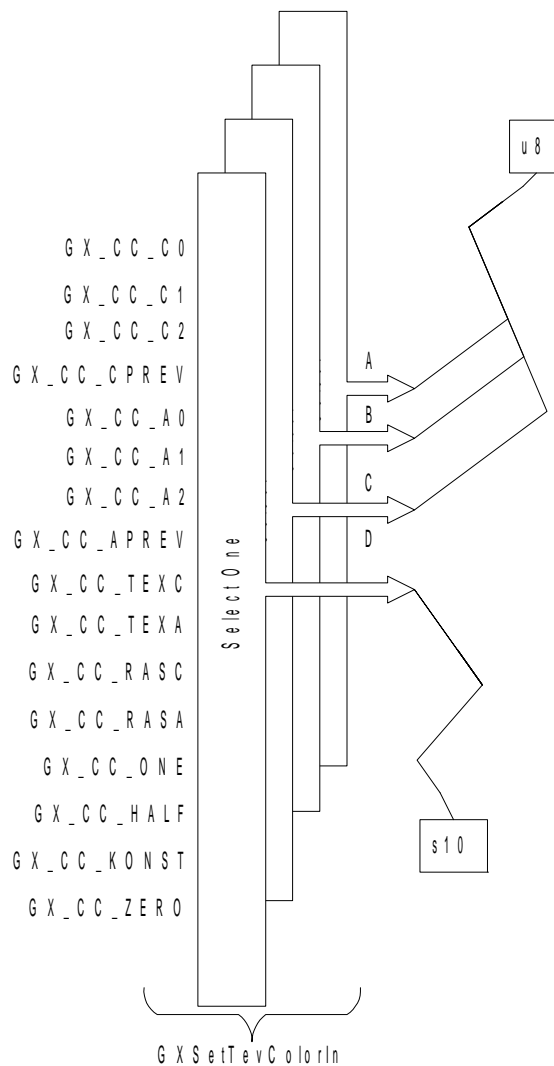 u8
GX_CC_C0
GX_CC_C1
GX_CC_C2
GX_CC_CPREV
GX_CC_A0
GX_CC_A1
GX_CC_A2
GX_CC_APREV
GX_CC_TEXC
GX_CC_TEXA
GX_CC_RASC
GX_CC_RASA
GX_CC_ONE
GX_CC_HALF
GX_CC_KONST
GX_CC_ZERO
SelectOne
A
B
C
D
s10
GXSetTevColorIn